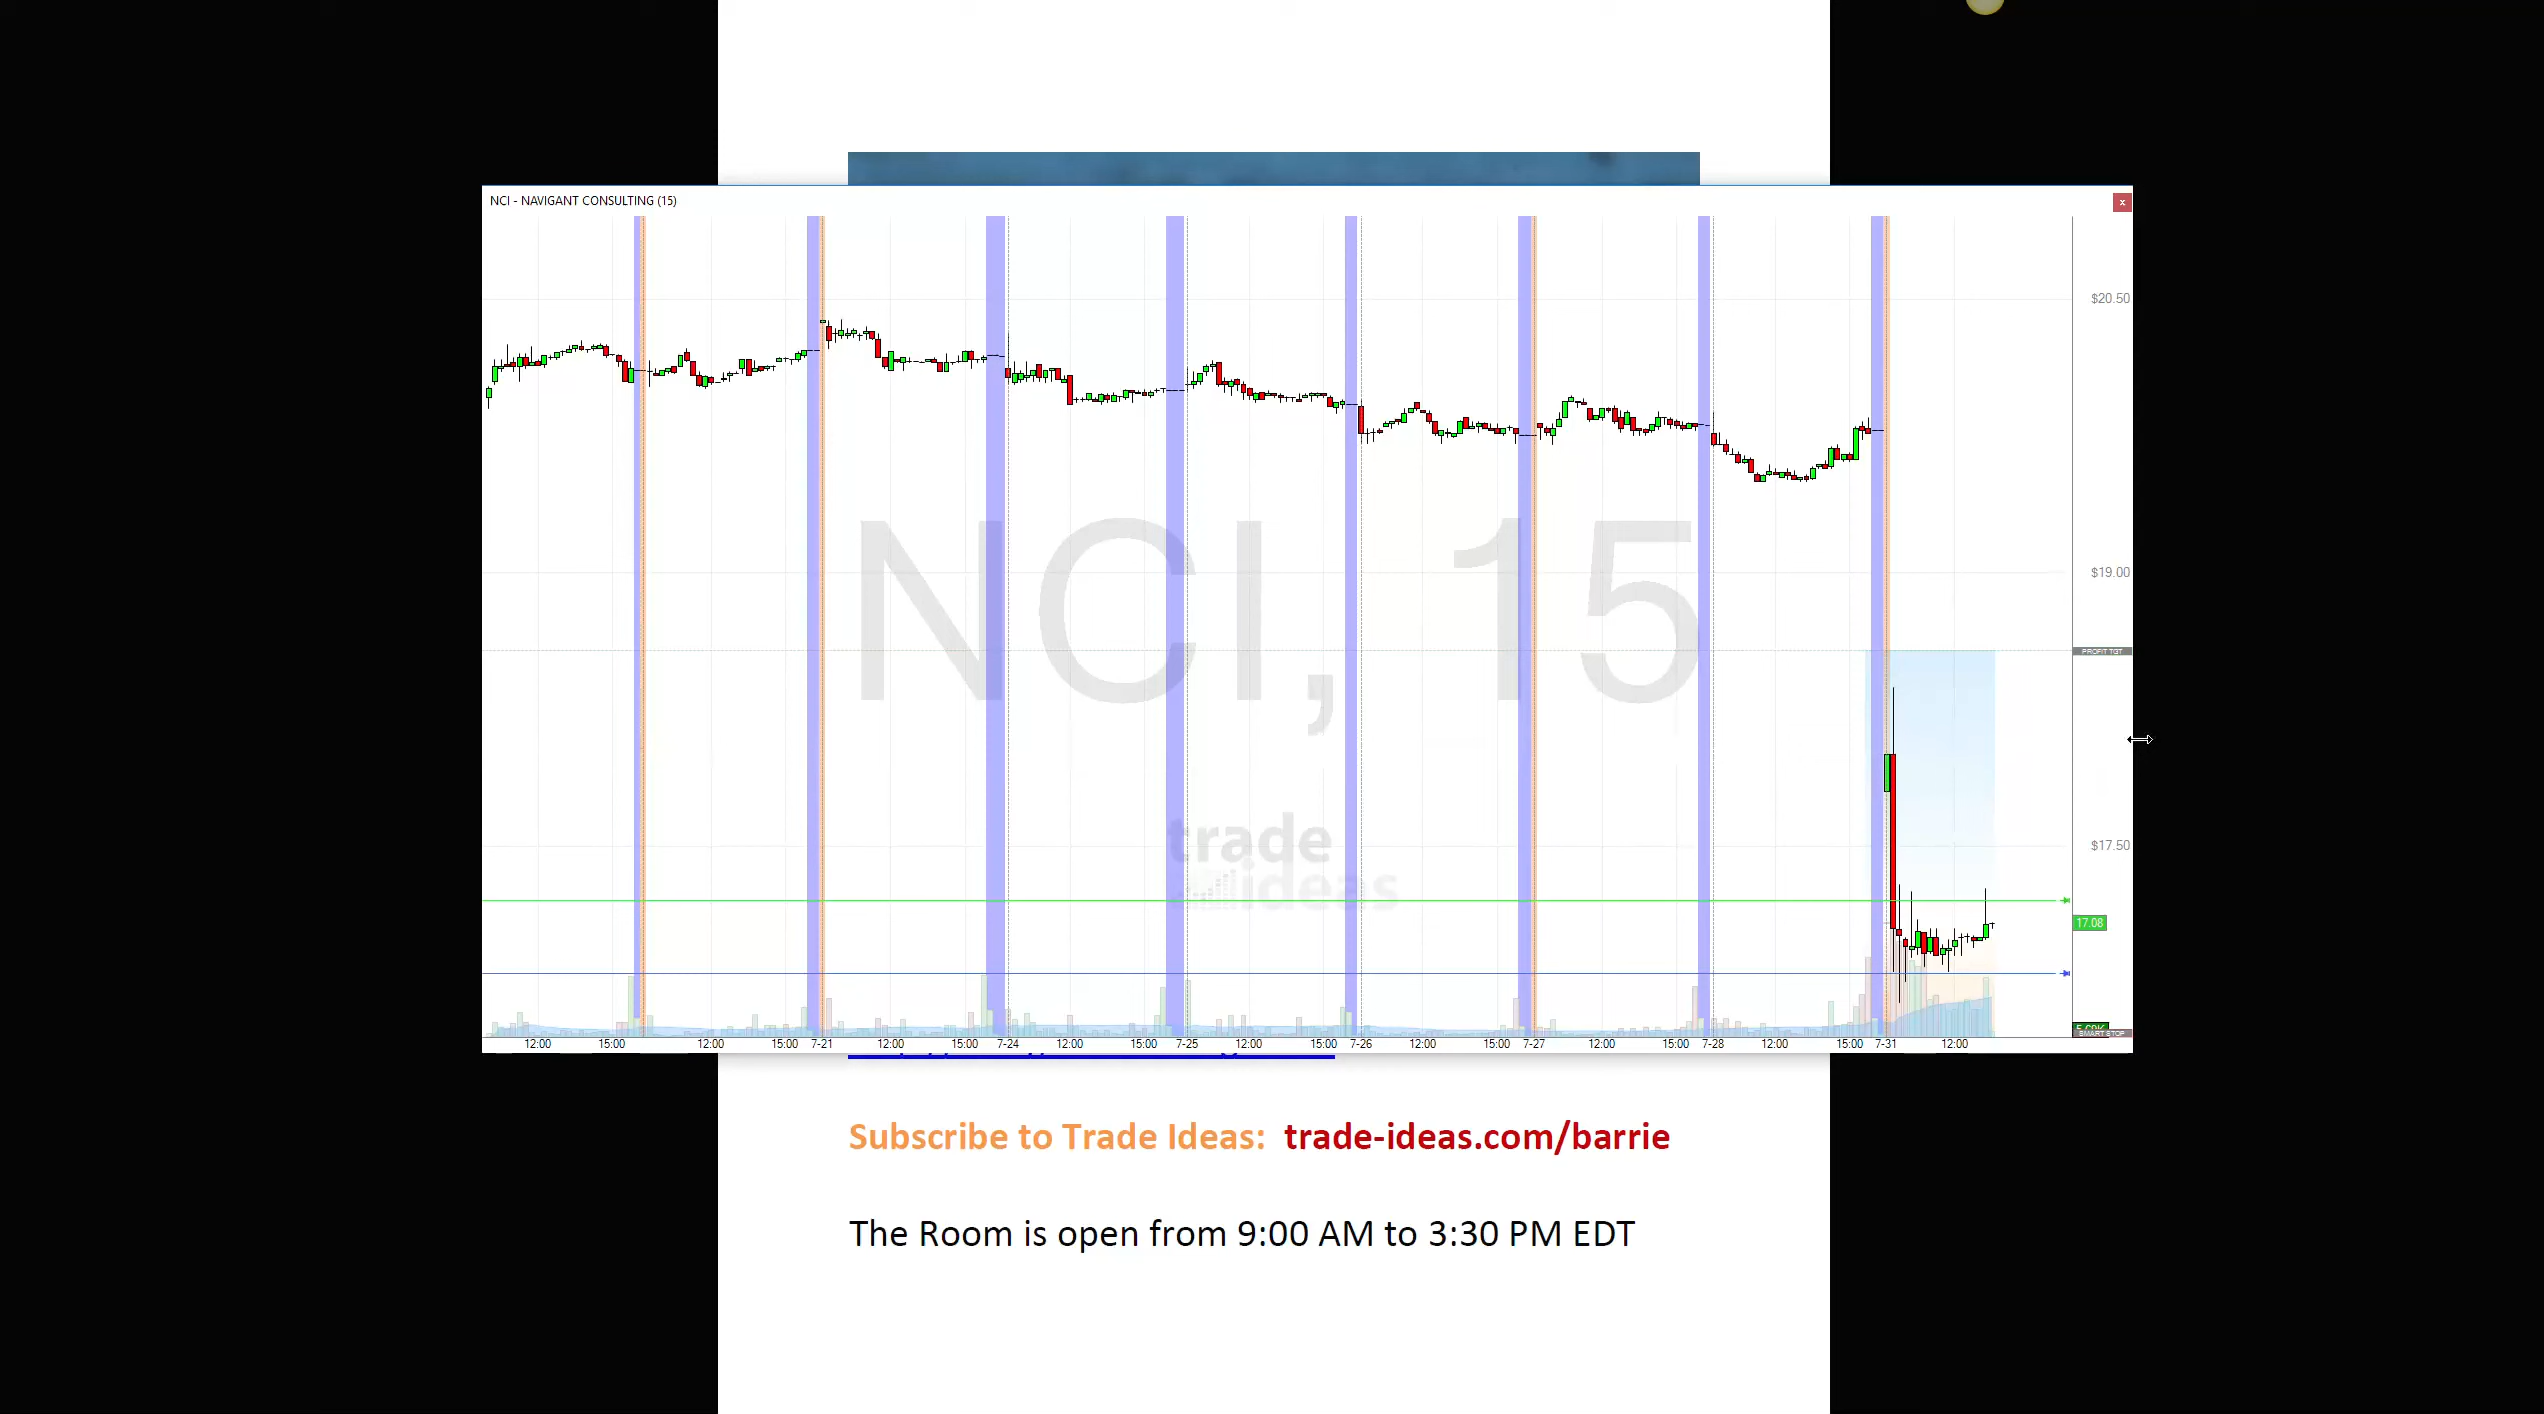 NCI - NAVIGANT CONSULTING (15)
x
$20.50
NCI, 15
$19.00
PROFIT TGT
trade
ideas
$17.50
17.08
SMART STOP
12:00 15:00 12:00 15:00 7-21 12:00 15:00 7-24 12:00 15:00 7-25 12:00 15:00 7-26 12:00 15:00 7-27 12:00 15:00 7-28 12:00 15:00 7-31 12:00
Subscribe to Trade Ideas: trade-ideas.com/barrie
The Room is open from 9:00 AM to 3:30 PM EDT